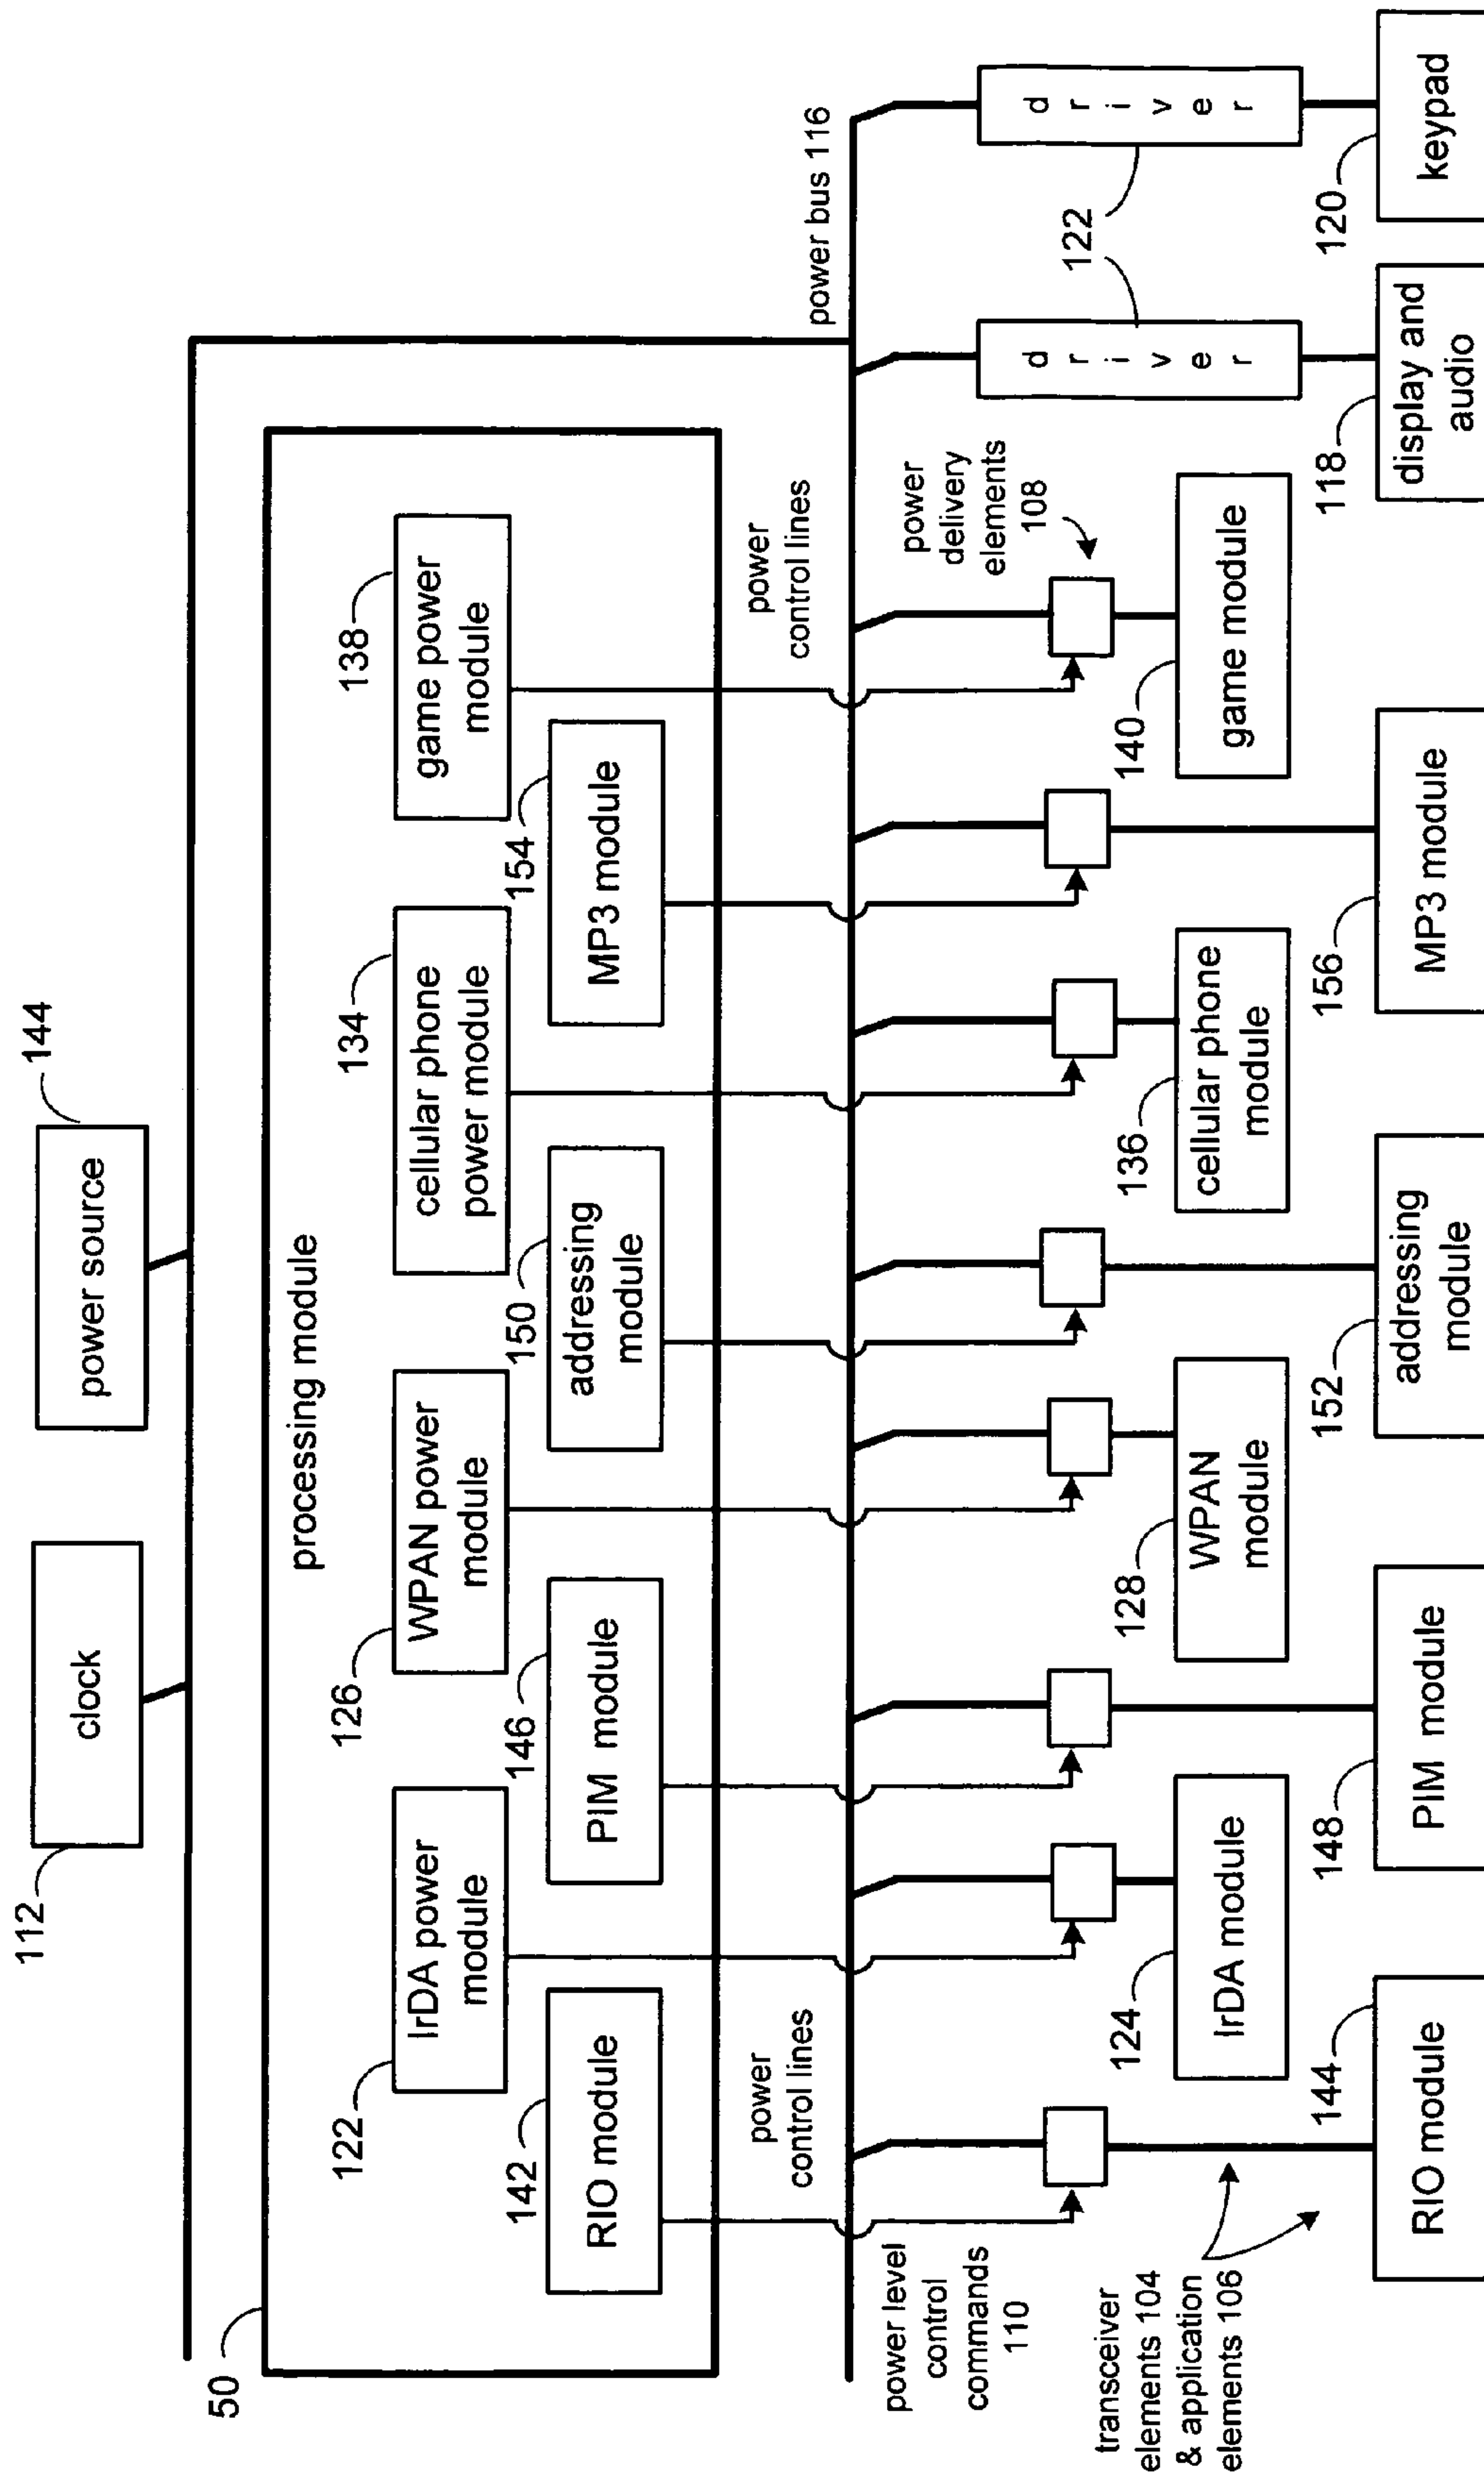 112
clock
power source
144
50
processing module
122
IrDA power
module
126
WPAN power
module
134
cellular phone
power module
138
game power
module
142
RIO module
146
PIM module
150
addressing
module
154
MP3 module
power
control lines
power
control lines
power bus 116
power level
control
commands
110
power
delivery
elements
108
transceiver
elements 104
& application
elements 106
124
IrDA module
128
WPAN
module
136
cellular phone
module
140
game module
122
driver
driver
144
RIO module
148
PIM module
152
addressing
module
156
MP3 module
118
display and
audio
120
keypad